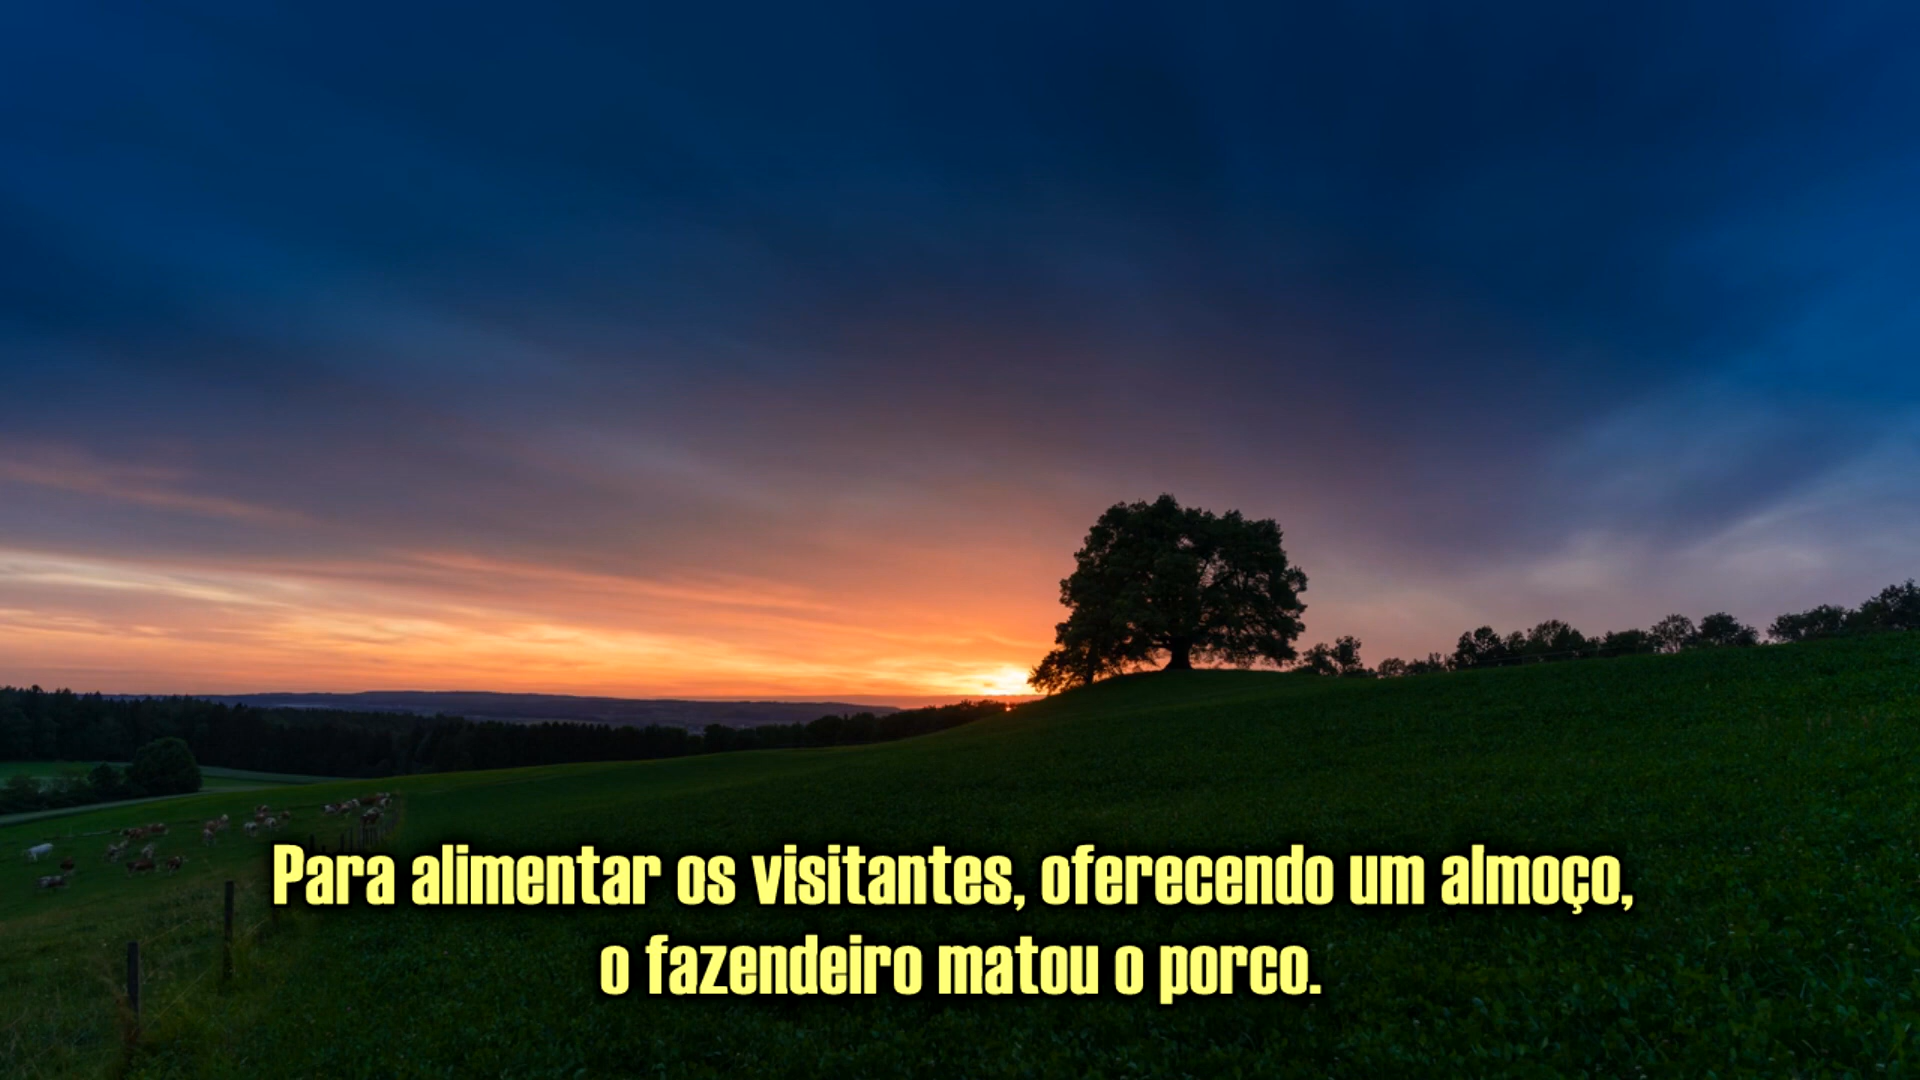 Para alimentar os visitantes, oferecendo um almoço,
o fazendeiro matou o porco.